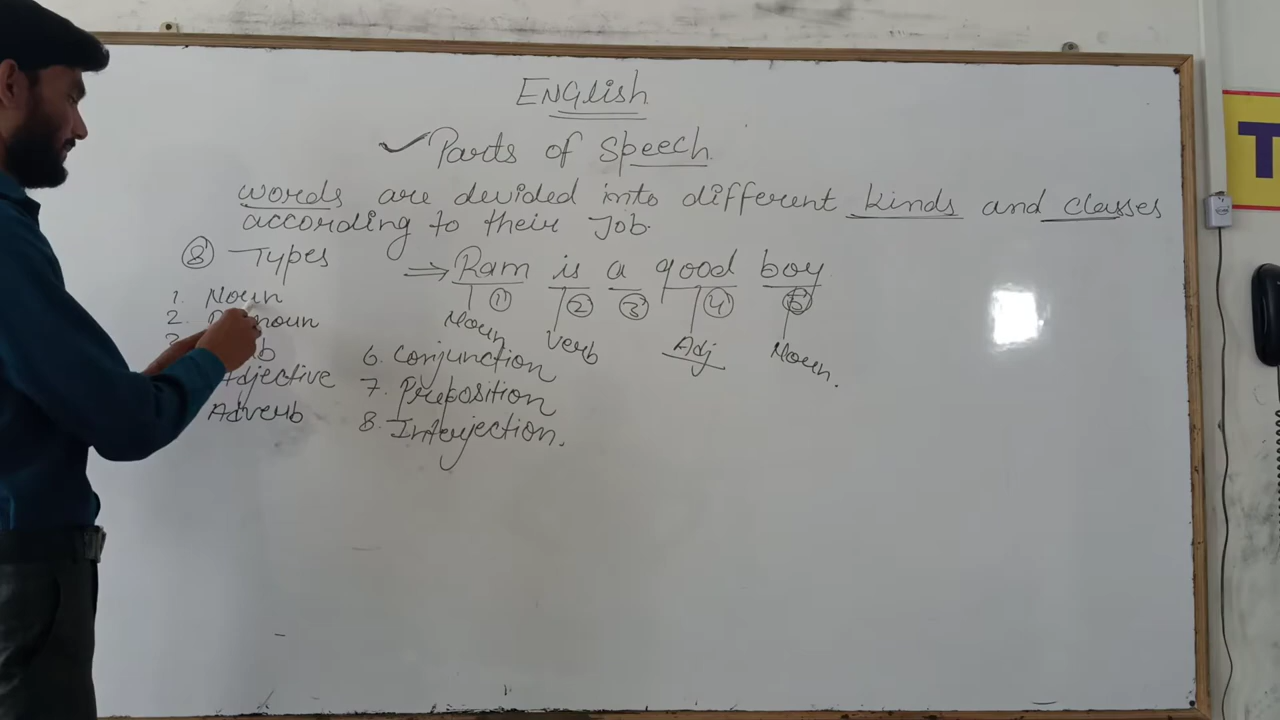 ENGlish
Parts of Speech
words are devided into different kinds and classes
according to their Job.
8 Types
⇒ Ram is a good boy
1 2 3 4 5
Noun Verb Adj Noun.
1. Noun
2. noun
Adjective
Adverb
6. Conjunction
7. Preposition
8. Interjection.
T